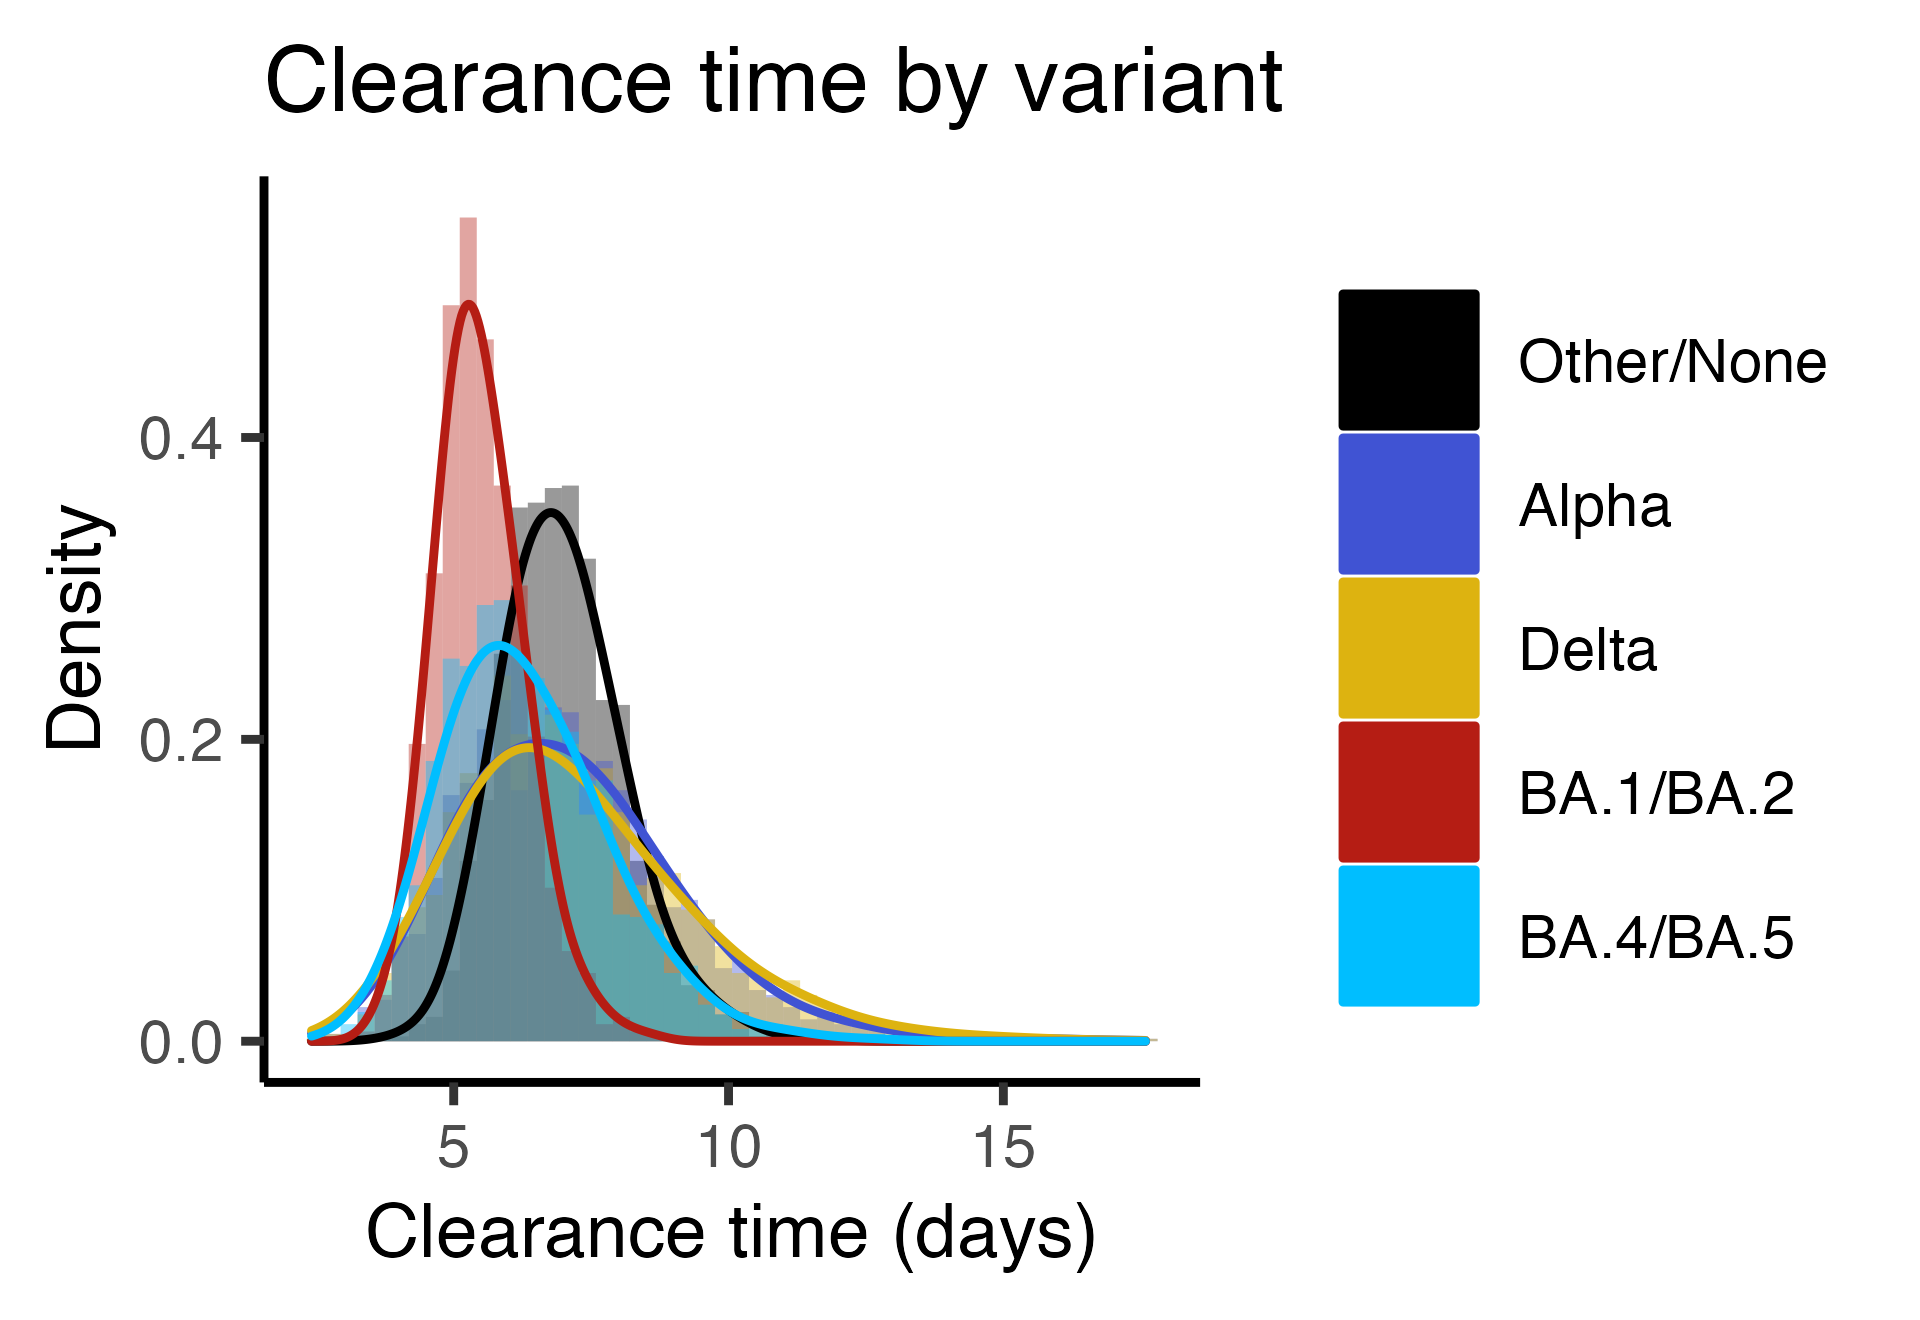 Clearance time by variant
Density
0.4
0.2
0.0
5
10
15
Clearance time (days)
Other/None
Alpha
Delta
BA.1/BA.2
BA.4/BA.5